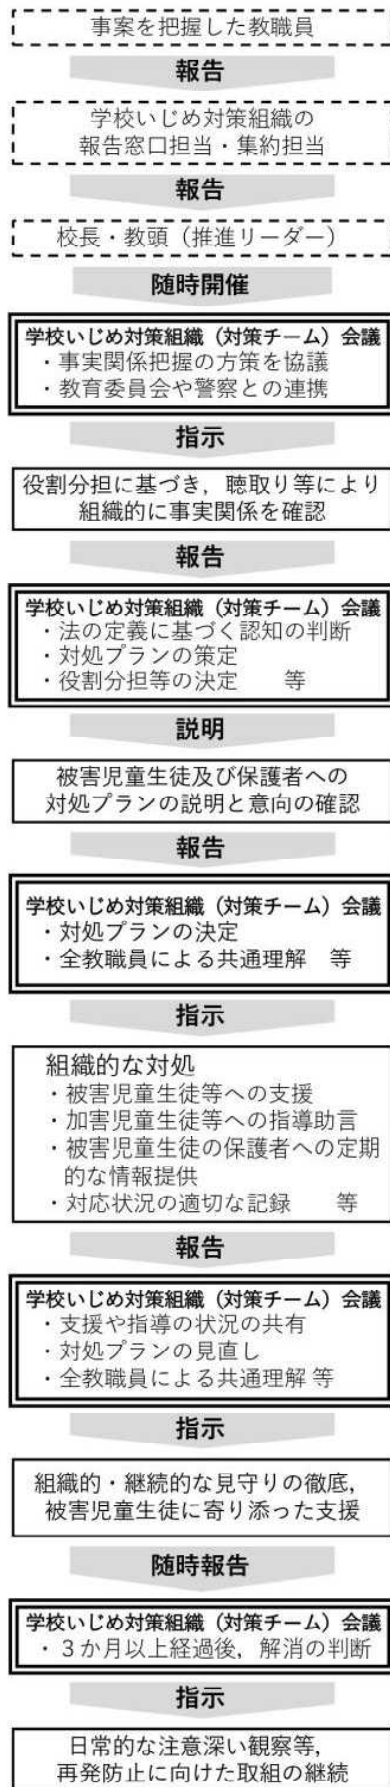 事案を把握した教職員
報告
学校いじめ対策組織の
報告窓口担当・集約担当
報告
校長・教頭（推進リーダー）
随時開催
学校いじめ対策組織（対策チーム）会議
・事実関係把握の方策を協議
・教育委員会や警察との連携
指示
役割分担に基づき，聴取り等により
組織的に事実関係を確認
報告
学校いじめ対策組織（対策チーム）会議
・法の定義に基づく認知の判断
・対処プランの策定
・役割分担等の決定　　等
説明
被害児童生徒及び保護者への
対処プランの説明と意向の確認
報告
学校いじめ対策組織（対策チーム）会議
・対処プランの決定
・全教職員による共通理解　等
指示
組織的な対処
・被害児童生徒等への支援
・加害児童生徒等への指導助言
・被害児童生徒の保護者への定期
的な情報提供
・対応状況の適切な記録　　等
報告
学校いじめ対策組織（対策チーム）会議
・支援や指導の状況の共有
・対処プランの見直し
・全教職員による共通理解 等
指示
組織的・継続的な見守りの徹底，
被害児童生徒に寄り添った支援
随時報告
学校いじめ対策組織（対策チーム）会議
・３か月以上経過後，解消の判断
指示
日常的な注意深い観察等，
再発防止に向けた取組の継続